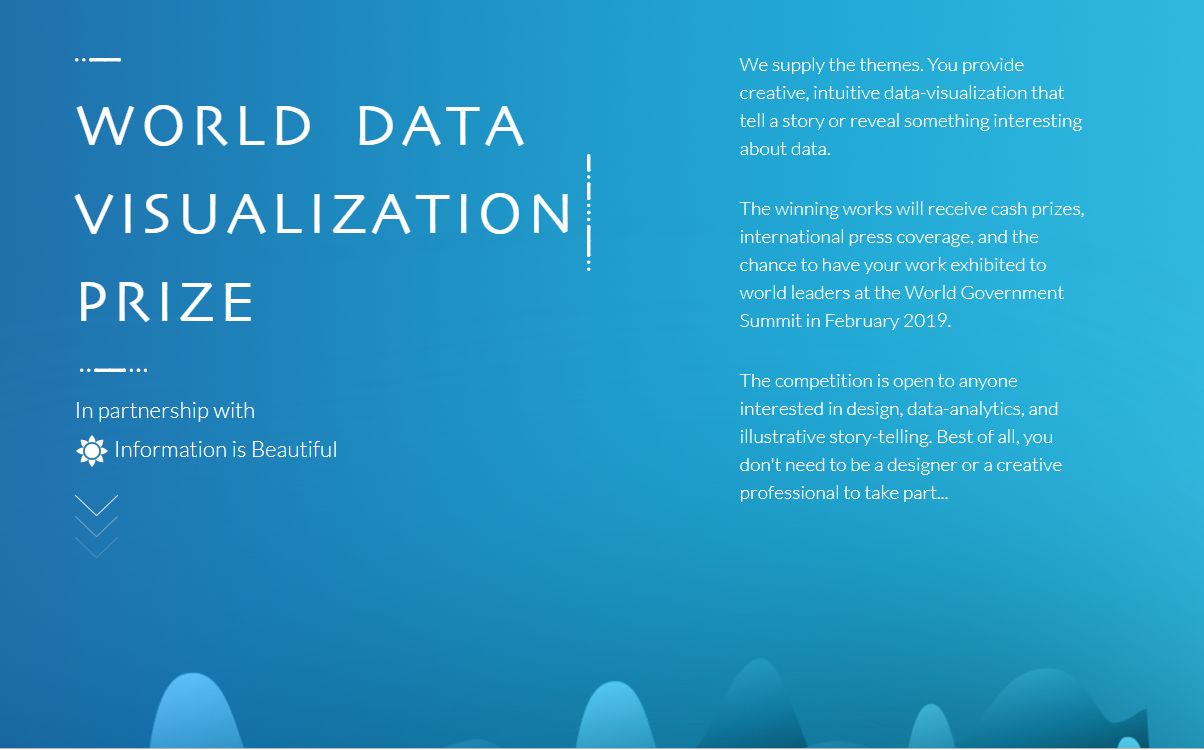 WORLD DATA
VISUALIZATION
PRIZE
In partnership with
Information is Beautiful
We supply the themes. You provide
creative, intuitive data-visualization that
tell a story or reveal something interesting
about data.
The winning works will receive cash prizes,
international press coverage, and the
chance to have your work exhibited to
world leaders at the World Government
Summit in February 2019.
The competition is open to anyone
interested in design, data-analytics, and
illustrative story-telling. Best of all, you
don't need to be a designer or a creative
professional to take part...